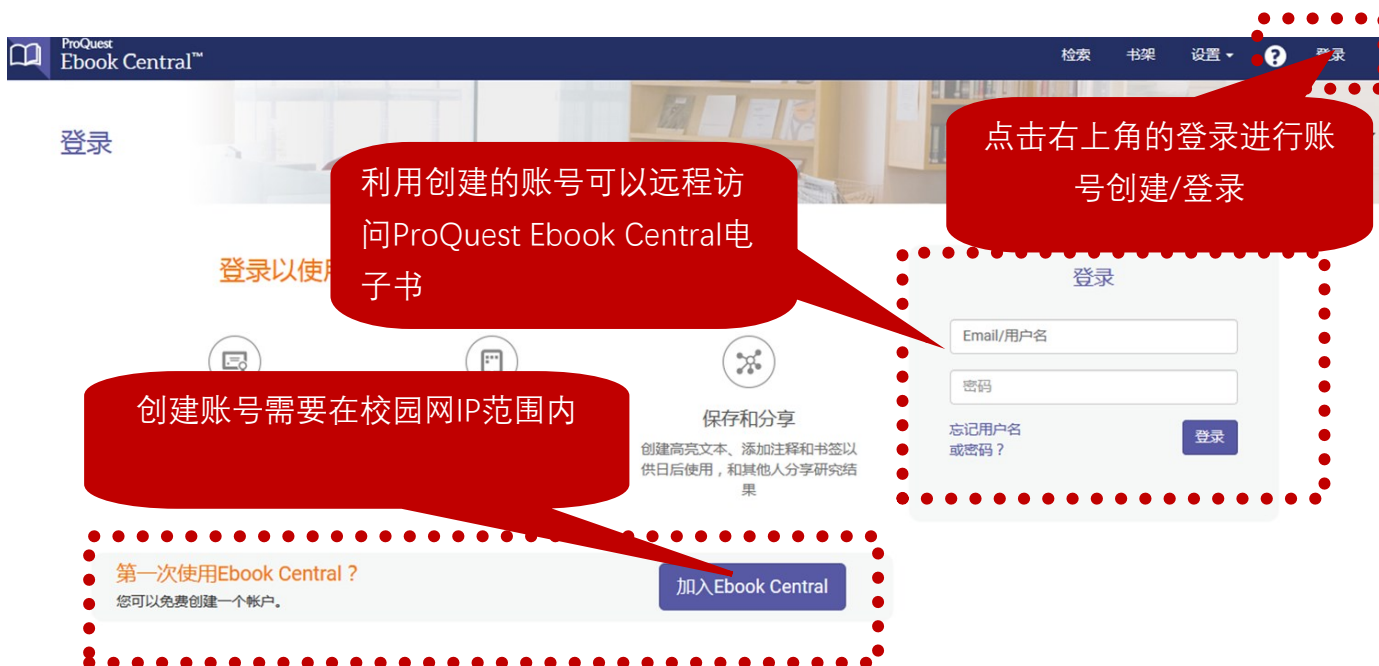 ProQuest
Ebook Central™
检索 书架 设置 ? 登录
登录
点击右上角的登录进行账
号创建/登录
利用创建的账号可以远程访
问ProQuest Ebook Central电
子书
登录以使
登录
Email/用户名
密码
忘记用户名
或密码？
登录
创建账号需要在校园网IP范围内
保存和分享
创建高亮文本、添加注释和书签以
供日后使用，和其他人分享研究结
果
第一次使用Ebook Central？
您可以免费创建一个帐户。
加入Ebook Central